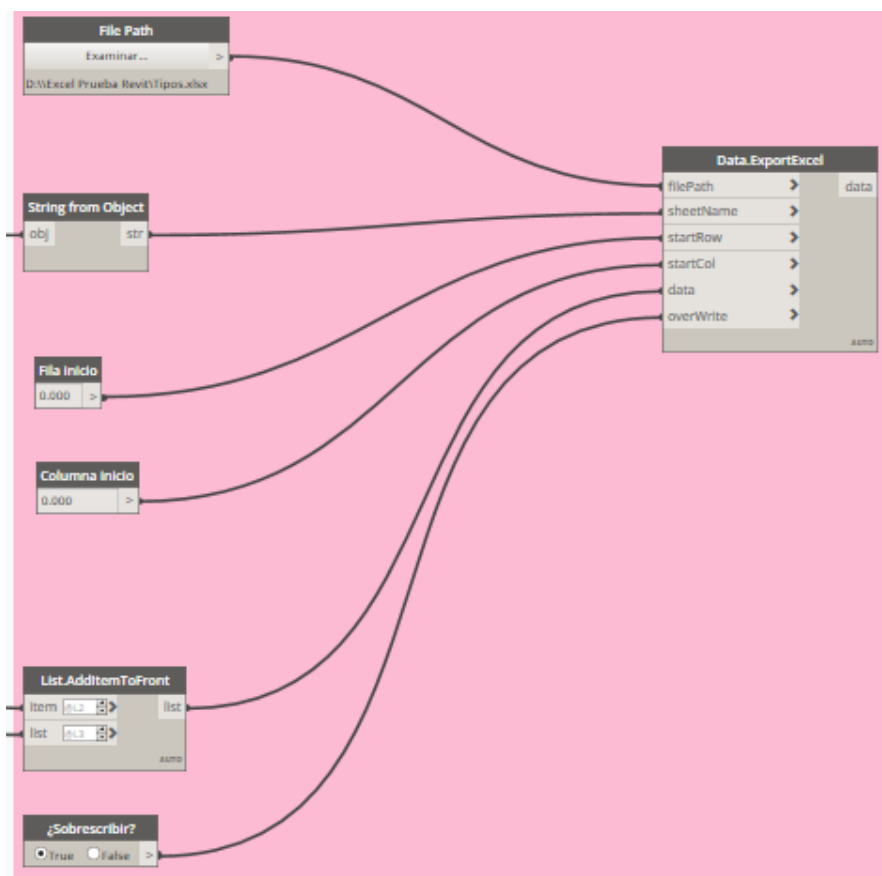 File Path
Examinar...
>
D:\\Excel Prueba Revit\Tipos.xlsx
Data.ExportExcel
filePath
data
sheetName
startRow
startCol
data
overWrite
AUTO
String from Object
obj
str
Fila inicio
0.000 >
Columna inicio
0.000 >
List.AddItemToFront
item @L2 list
list @L3
AUTO
¿Sobrescribir?
True False >